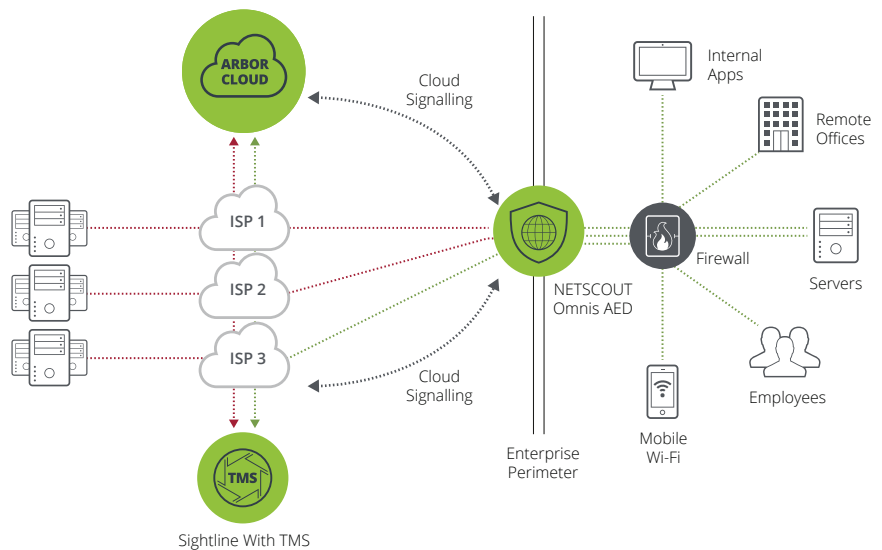 ARBOR
CLOUD
Cloud
Signalling
Internal
Apps
Remote
Offices
ISP 1
Firewall
Servers
ISP 2
NETSCOUT
Omnis AED
ISP 3
Cloud
Signalling
Employees
Mobile
Wi-Fi
Enterprise
Perimeter
TMS
Sightline With TMS